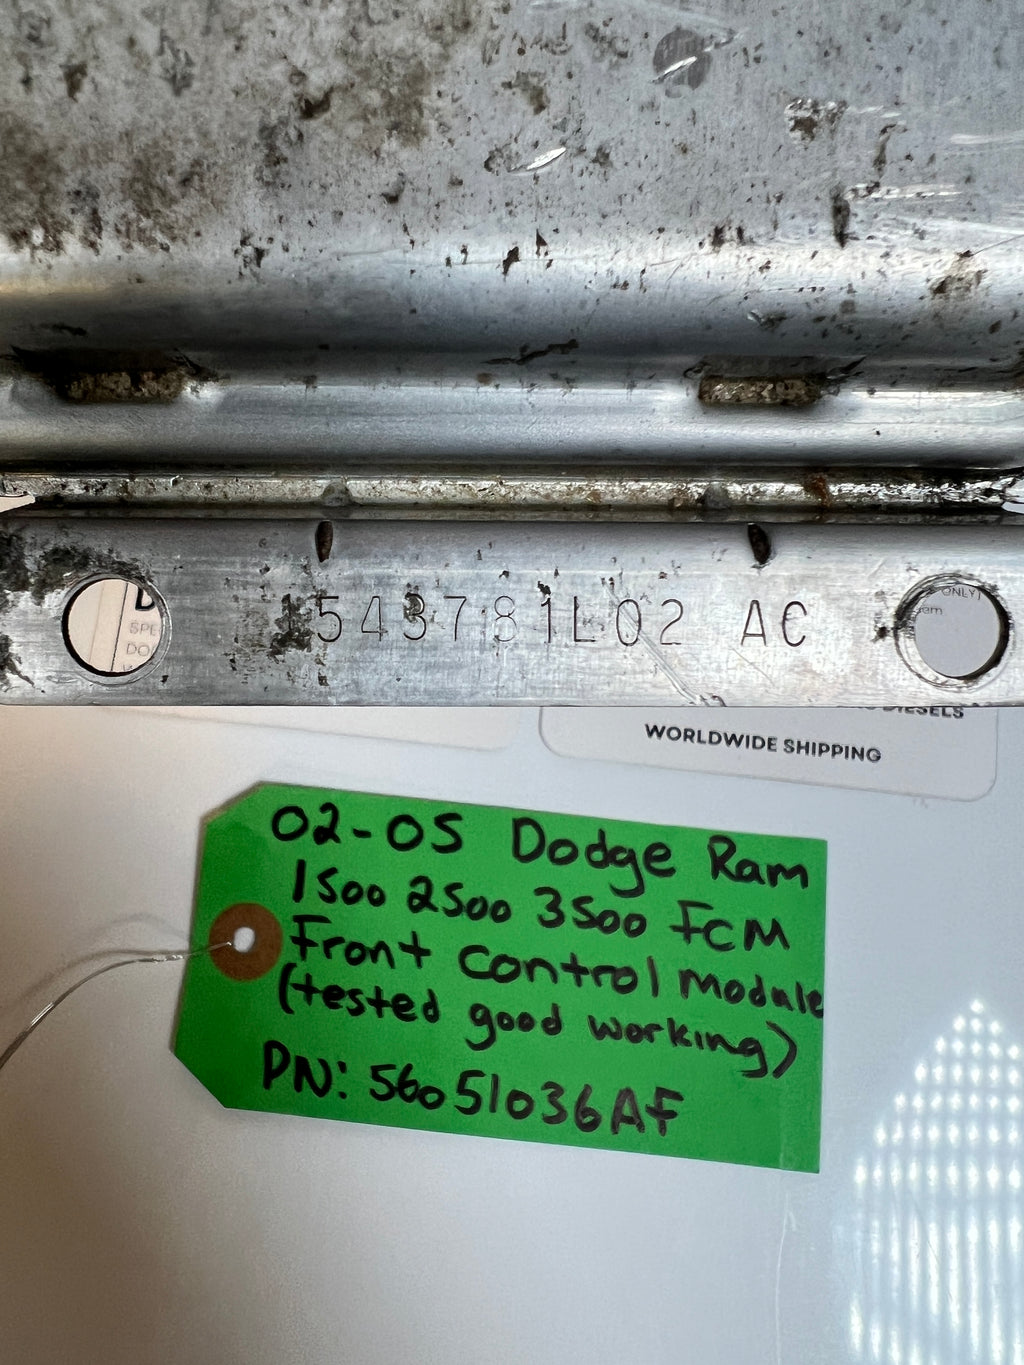 543781L02 AC
ONLY)
WORLDWIDE SHIPPING
02-05 Dodge Ram
1500 2500 3500 FCM
Front Control Module
(tested good working)
PN: 56051036AF